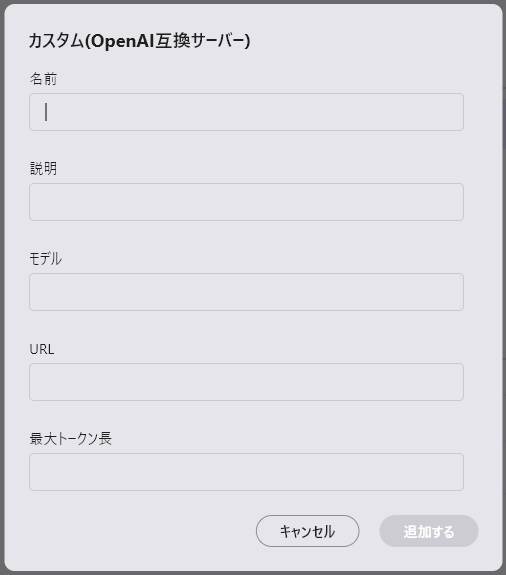 カスタム(OpenAI互換サーバー)
名前
説明
モデル
URL
最大トークン長
キャンセル 追加する